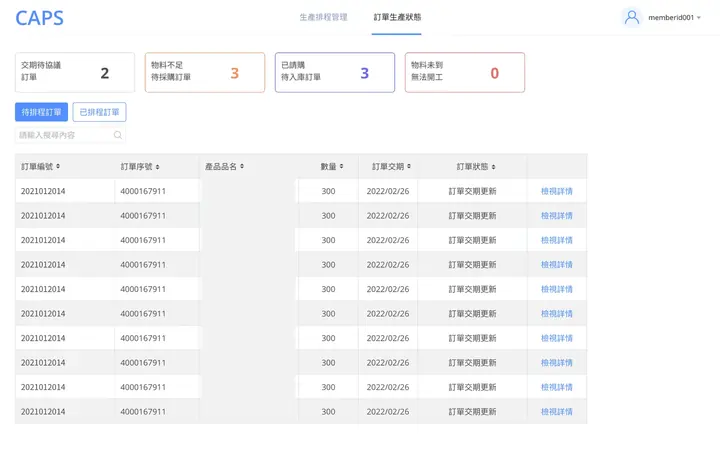 CAPS
生產排程管理
訂單生產狀態
memberid001
交期待協議
訂單
2
物料不足
待採購訂單
3
已請購
待入庫訂單
3
物料未到
無法開工
0
待排程訂單
已排程訂單
請輸入搜尋內容
訂單編號 訂單序號 產品品名 數量 訂單交期 訂單狀態
2021012014 4000167911 300 2022/02/26 訂單交期更新 檢視詳情
2021012014 4000167911 300 2022/02/26 訂單交期更新 檢視詳情
2021012014 4000167911 300 2022/02/26 訂單交期更新 檢視詳情
2021012014 4000167911 300 2022/02/26 訂單交期更新 檢視詳情
2021012014 4000167911 300 2022/02/26 訂單交期更新 檢視詳情
2021012014 4000167911 300 2022/02/26 訂單交期更新 檢視詳情
2021012014 4000167911 300 2022/02/26 訂單交期更新 檢視詳情
2021012014 4000167911 300 2022/02/26 訂單交期更新 檢視詳情
2021012014 4000167911 300 2022/02/26 訂單交期更新 檢視詳情
2021012014 4000167911 300 2022/02/26 訂單交期更新 檢視詳情